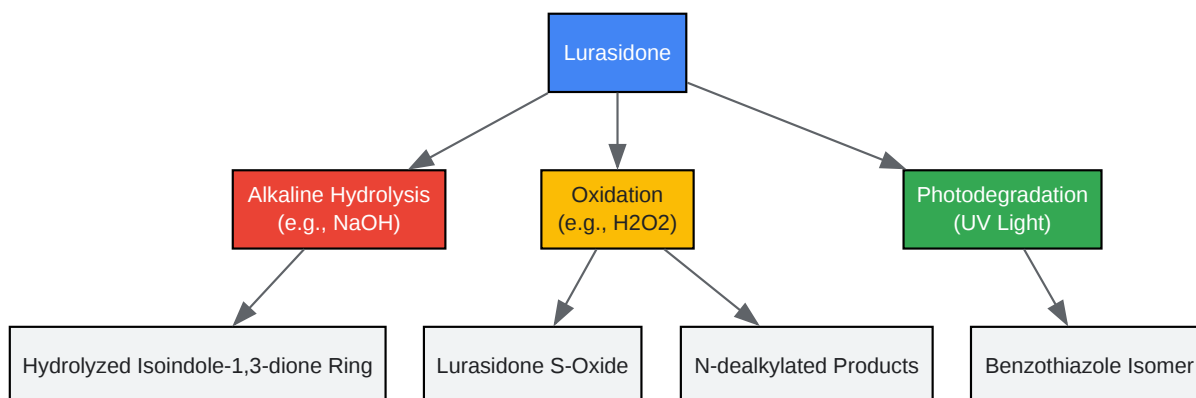 Lurasidone
Alkaline Hydrolysis
(e.g., NaOH)
Oxidation
(e.g., H2O2)
Photodegradation
(UV Light)
Hydrolyzed Isoindole-1,3-dione Ring
Lurasidone S-Oxide
N-dealkylated Products
Benzothiazole Isomer